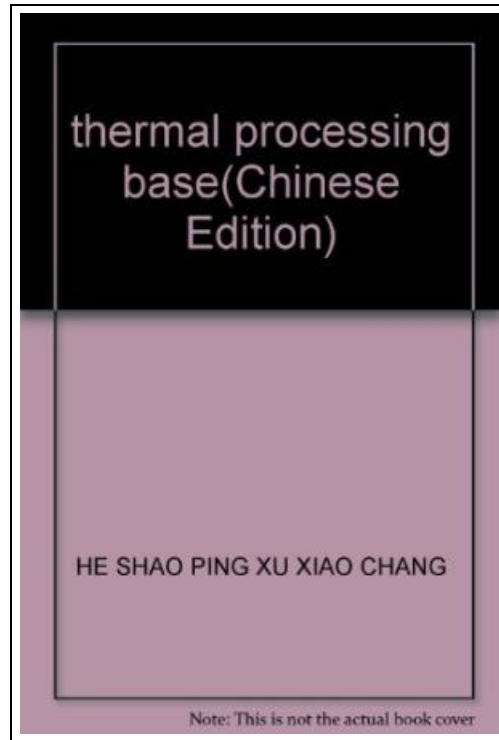 thermal processing
base(Chinese
Edition)
HE SHAO PING XU XIAO CHANG
Note: This is not the actual book cover